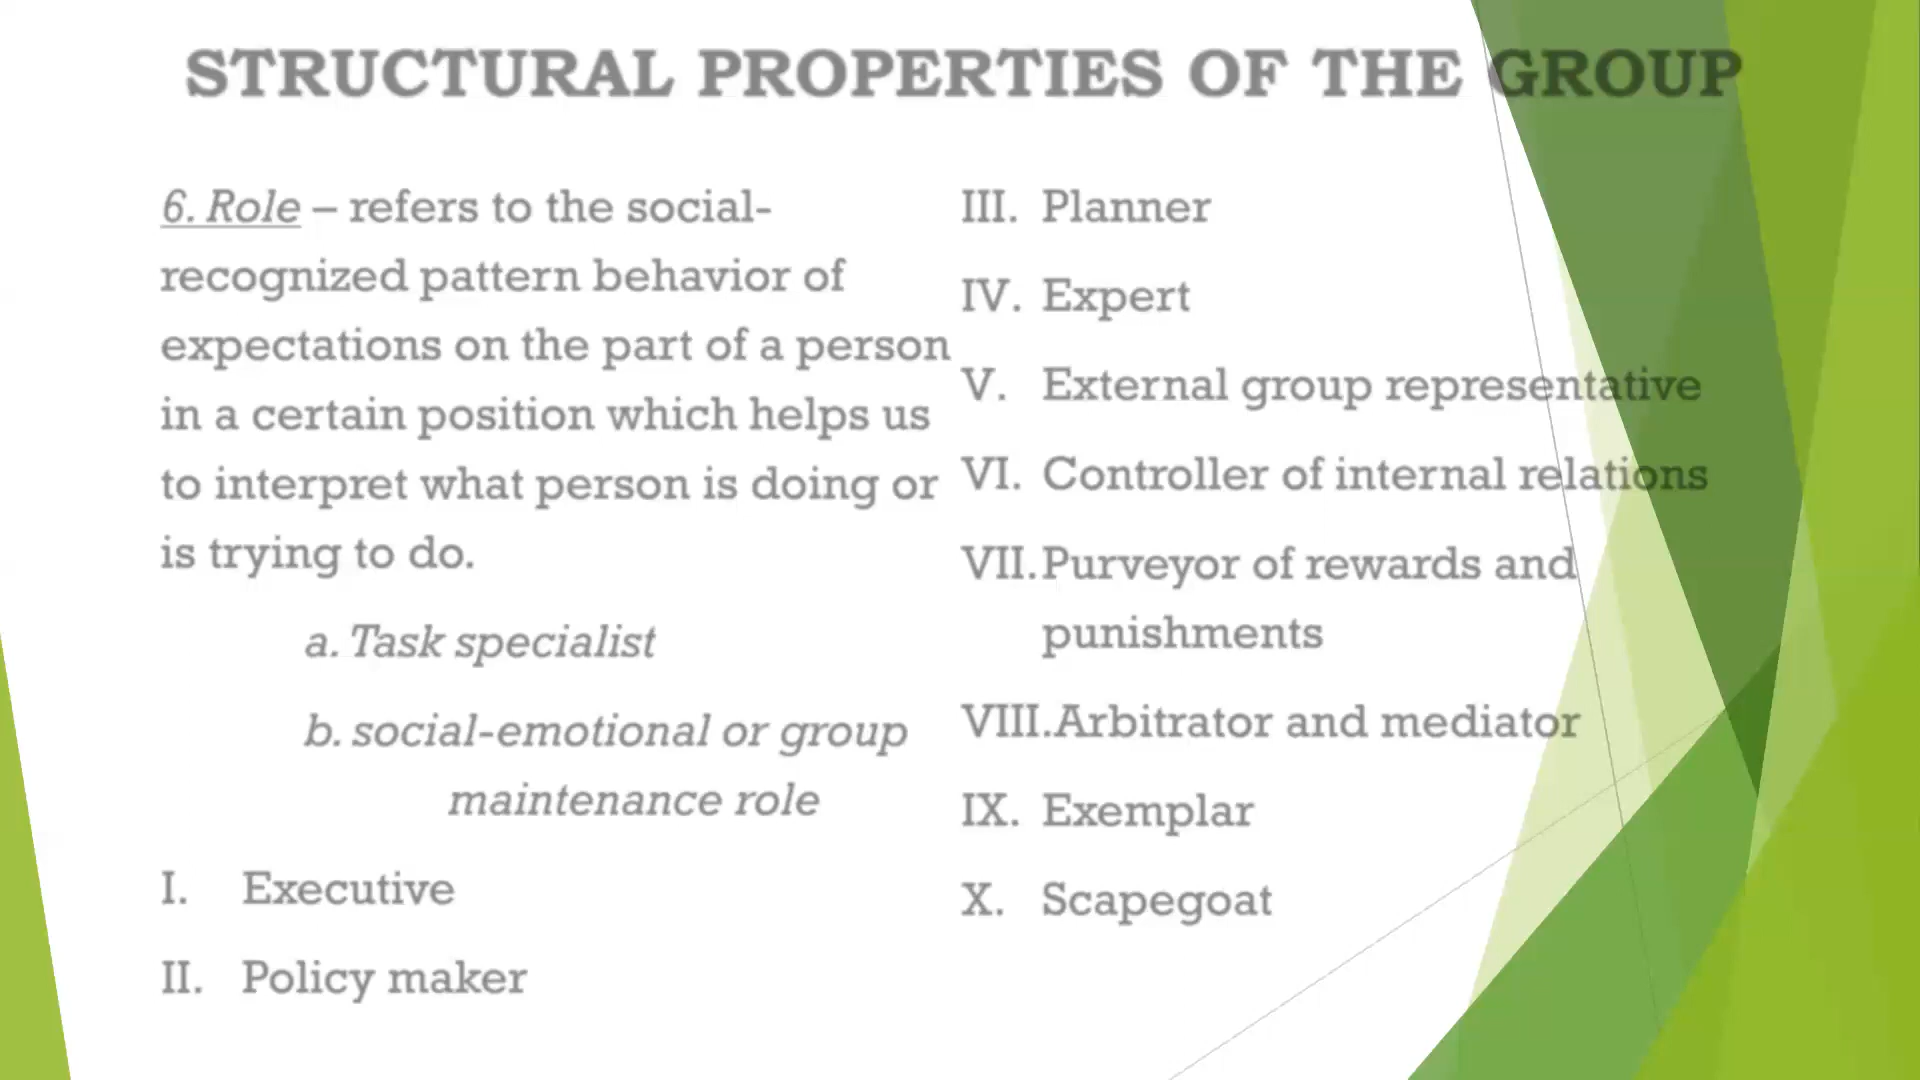 STRUCTURAL PROPERTIES OF THE GROUP
6. Role – refers to the social-
recognized pattern behavior of
expectations on the part of a person
in a certain position which helps us
to interpret what person is doing or
is trying to do.
a. Task specialist
b. social-emotional or group
maintenance role
I. Executive
II. Policy maker
III. Planner
IV. Expert
V. External group representative
VI. Controller of internal relations
VII. Purveyor of rewards and
punishments
VIII. Arbitrator and mediator
IX. Exemplar
X. Scapegoat